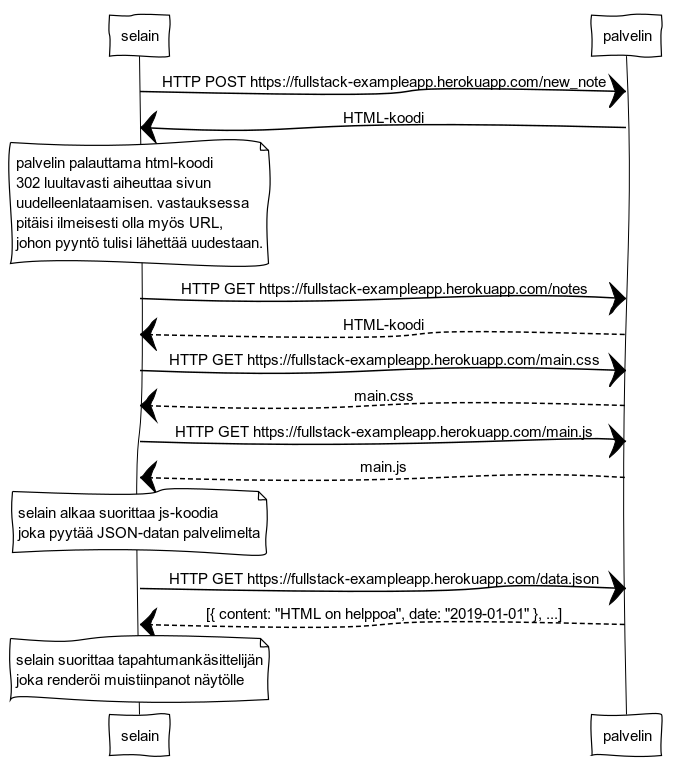 selain palvelin
HTTP POST https://fullstack-exampleapp.herokuapp.com/new_note
HTML-koodi
palvelin palauttama html-koodi
302 luultavasti aiheuttaa sivun
uudelleenlataamisen. vastauksessa
pitäisi ilmeisesti olla myös URL,
johon pyyntö tulisi lähettää uudestaan.
HTTP GET https://fullstack-exampleapp.herokuapp.com/notes
HTML-koodi
HTTP GET https://fullstack-exampleapp.herokuapp.com/main.css
main.css
HTTP GET https://fullstack-exampleapp.herokuapp.com/main.js
main.js
selain alkaa suorittaa js-koodia
joka pyytää JSON-datan palvelimelta
HTTP GET https://fullstack-exampleapp.herokuapp.com/data.json
[{ content: "HTML on helppoa", date: "2019-01-01" }, ...]
selain suorittaa tapahtumankäsittelijän
joka renderöi muistiinpanot näytölle
selain palvelin